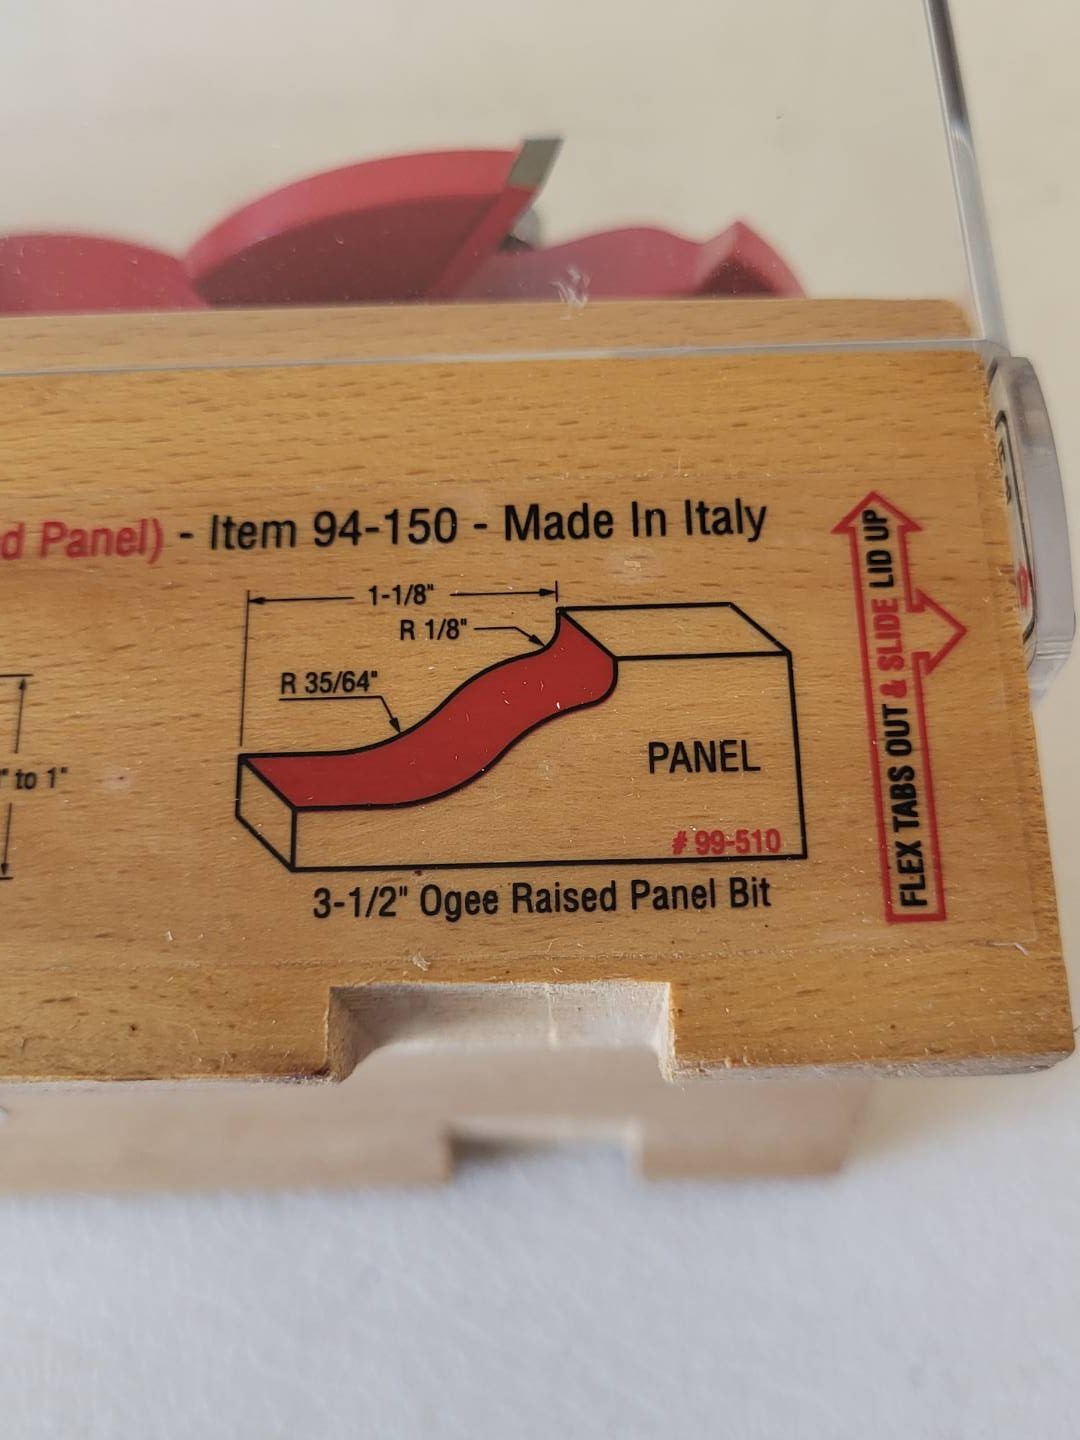 Panel) - Item 94-150 - Made In Italy
1-1/8"
R 1/8"
R 35/64"
to 1"
PANEL
# 99-510
3-1/2" Ogee Raised Panel Bit
FLEX TABS OUT & SLIDE LID UP